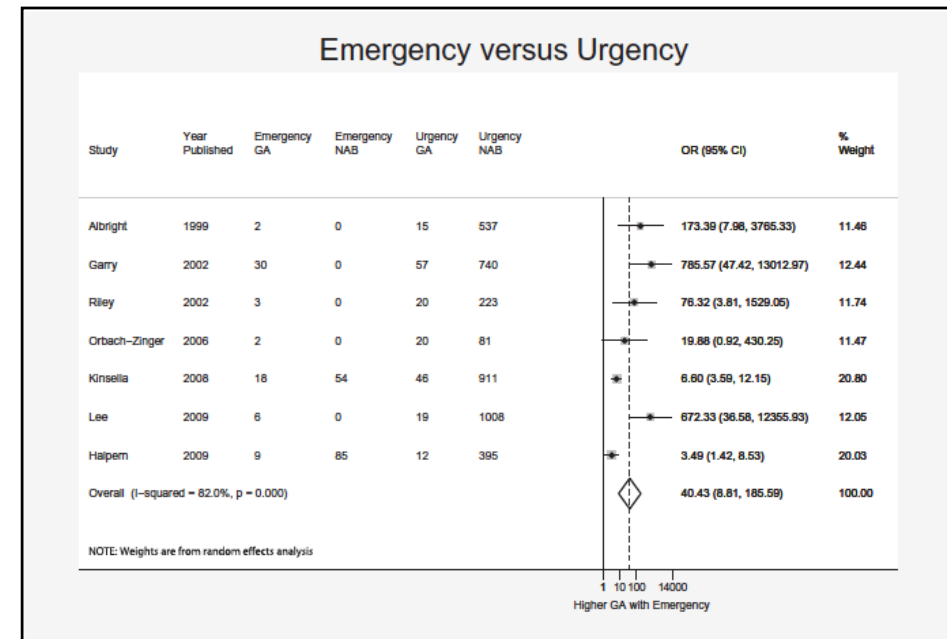 Emergency versus Urgency
Study Year Published Emergency GA Emergency NAB Urgency GA Urgency NAB OR (95% CI) % Weight
Albright 1999 2 0 15 537 173.39 (7.98, 3765.33) 11.46
Garry 2002 30 0 57 740 785.57 (47.42, 13012.97) 12.44
Riley 2002 3 0 20 223 76.32 (3.81, 1529.05) 11.74
Orbach-Zinger 2006 2 0 20 81 19.88 (0.92, 430.25) 11.47
Kinsella 2008 18 54 46 911 6.60 (3.59, 12.15) 20.80
Lee 2009 6 0 19 1008 672.33 (36.58, 12355.93) 12.05
Halpern 2009 9 85 12 395 3.49 (1.42, 8.53) 20.03
Overall (I-squared = 82.0%, p = 0.000) 40.43 (8.81, 185.59) 100.00
NOTE: Weights are from random effects analysis
1 10 100 14000
Higher GA with Emergency